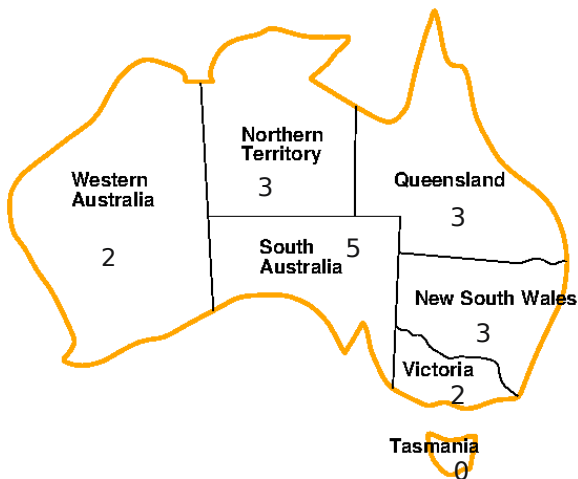 Northern
Territory
3
Western
Australia
2
Queensland
3
South
Australia
5
New South Wales
3
Victoria
2
Tasmania
0